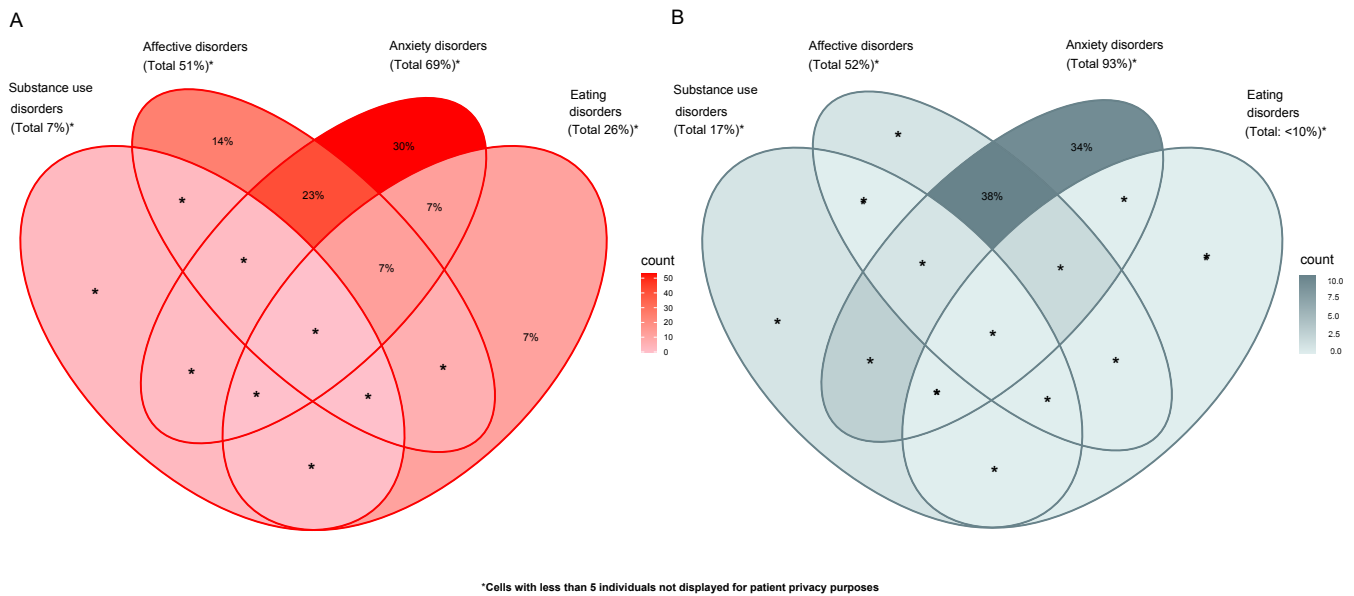 A
Affective disorders
(Total 51%)*
Anxiety disorders
(Total 69%)*
Substance use
disorders
(Total 7%)*
Eating
disorders
(Total 26%)*
14%
30%
23%
*
7%
*
7%
*
*
7%
*
*
*
*
*
count
50
40
30
20
10
0
B
Affective disorders
(Total 52%)*
Anxiety disorders
(Total 93%)*
Substance use
disorders
(Total 17%)*
Eating
disorders
(Total: <10%)*
*
34%
38%
*
*
*
*
*
*
*
*
*
*
*
*
*
count
10.0
7.5
5.0
2.5
0.0
*Cells with less than 5 individuals not displayed for patient privacy purposes